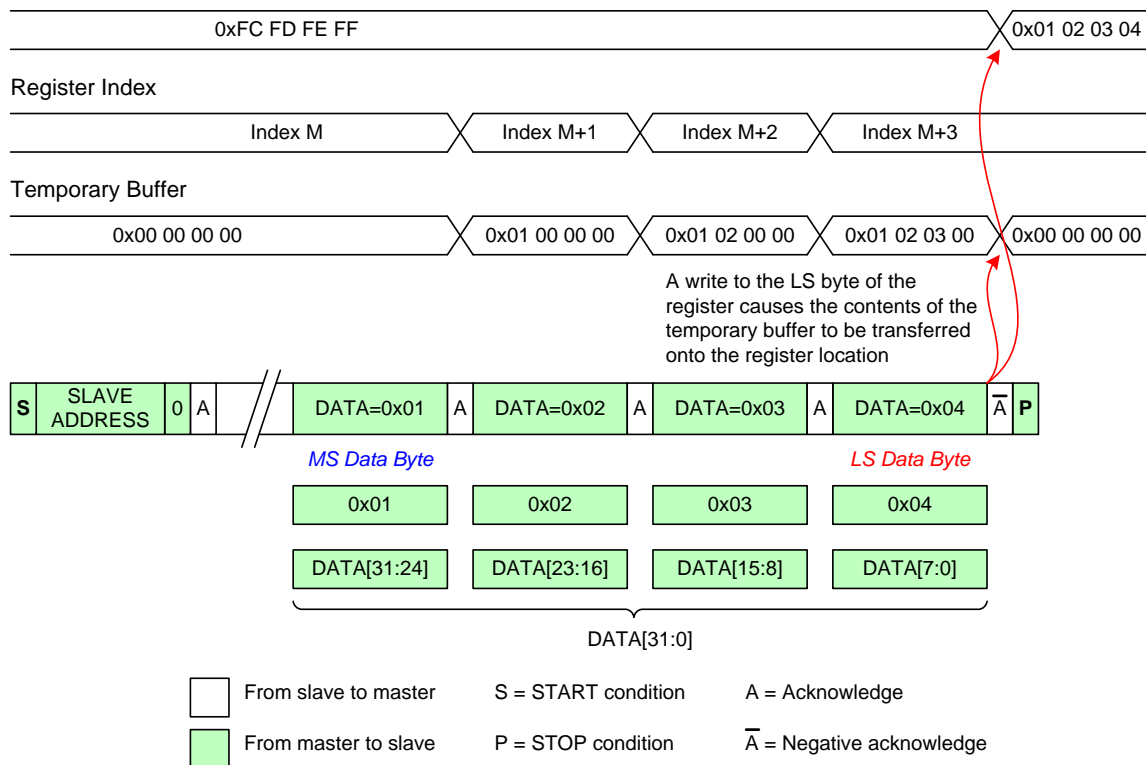 0xFC FD FE FF 0x01 02 03 04
Register Index
Index M Index M+1 Index M+2 Index M+3
Temporary Buffer
0x00 00 00 00 0x01 00 00 00 0x01 02 00 00 0x01 02 03 00 0x00 00 00 00
A write to the LS byte of the
register causes the contents of the
temporary buffer to be transferred
onto the register location
S SLAVE ADDRESS 0 A DATA=0x01 A DATA=0x02 A DATA=0x03 A DATA=0x04 A̅ P
MS Data Byte LS Data Byte
0x01 0x02 0x03 0x04
DATA[31:24] DATA[23:16] DATA[15:8] DATA[7:0]
DATA[31:0]
From slave to master S = START condition A = Acknowledge
From master to slave P = STOP condition A̅ = Negative acknowledge